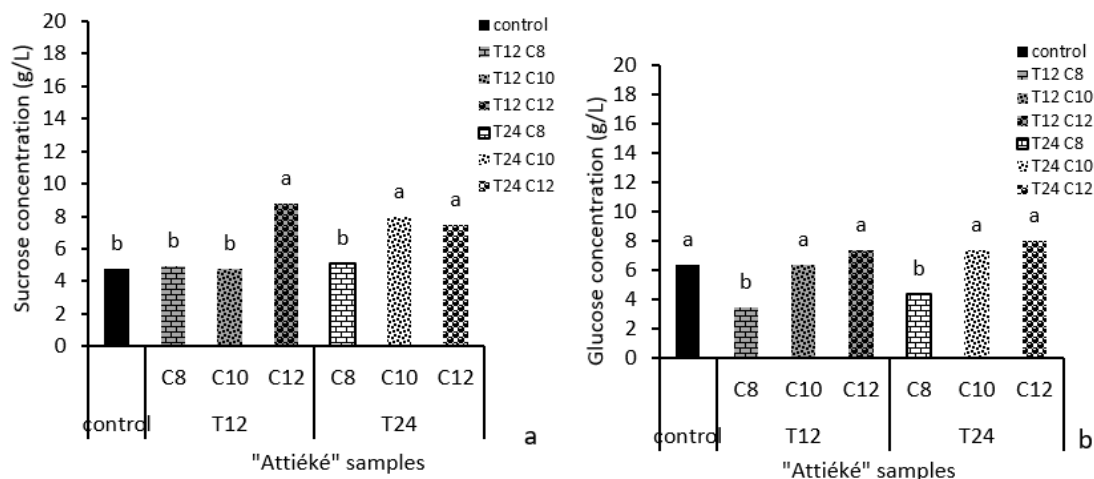 Sucrose concentration (g/L)
20
18
16
14
12
10
8
6
4
2
0
b
b
b
a
b
a
a
control
T12 C8
T12 C10
T12 C12
T24 C8
T24 C10
T24 C12
C8 C10 C12 C8 C10 C12
control T12 T24
"Attiéké" samples
a
Glucose concentration (g/L)
20
18
16
14
12
10
8
6
4
2
0
a
b
a
a
b
a
a
control
T12 C8
T12 C10
T12 C12
T24 C8
T24 C10
T24 C12
C8 C10 C12 C8 C10 C12
control T12 T24
"Attiéké" samples
b